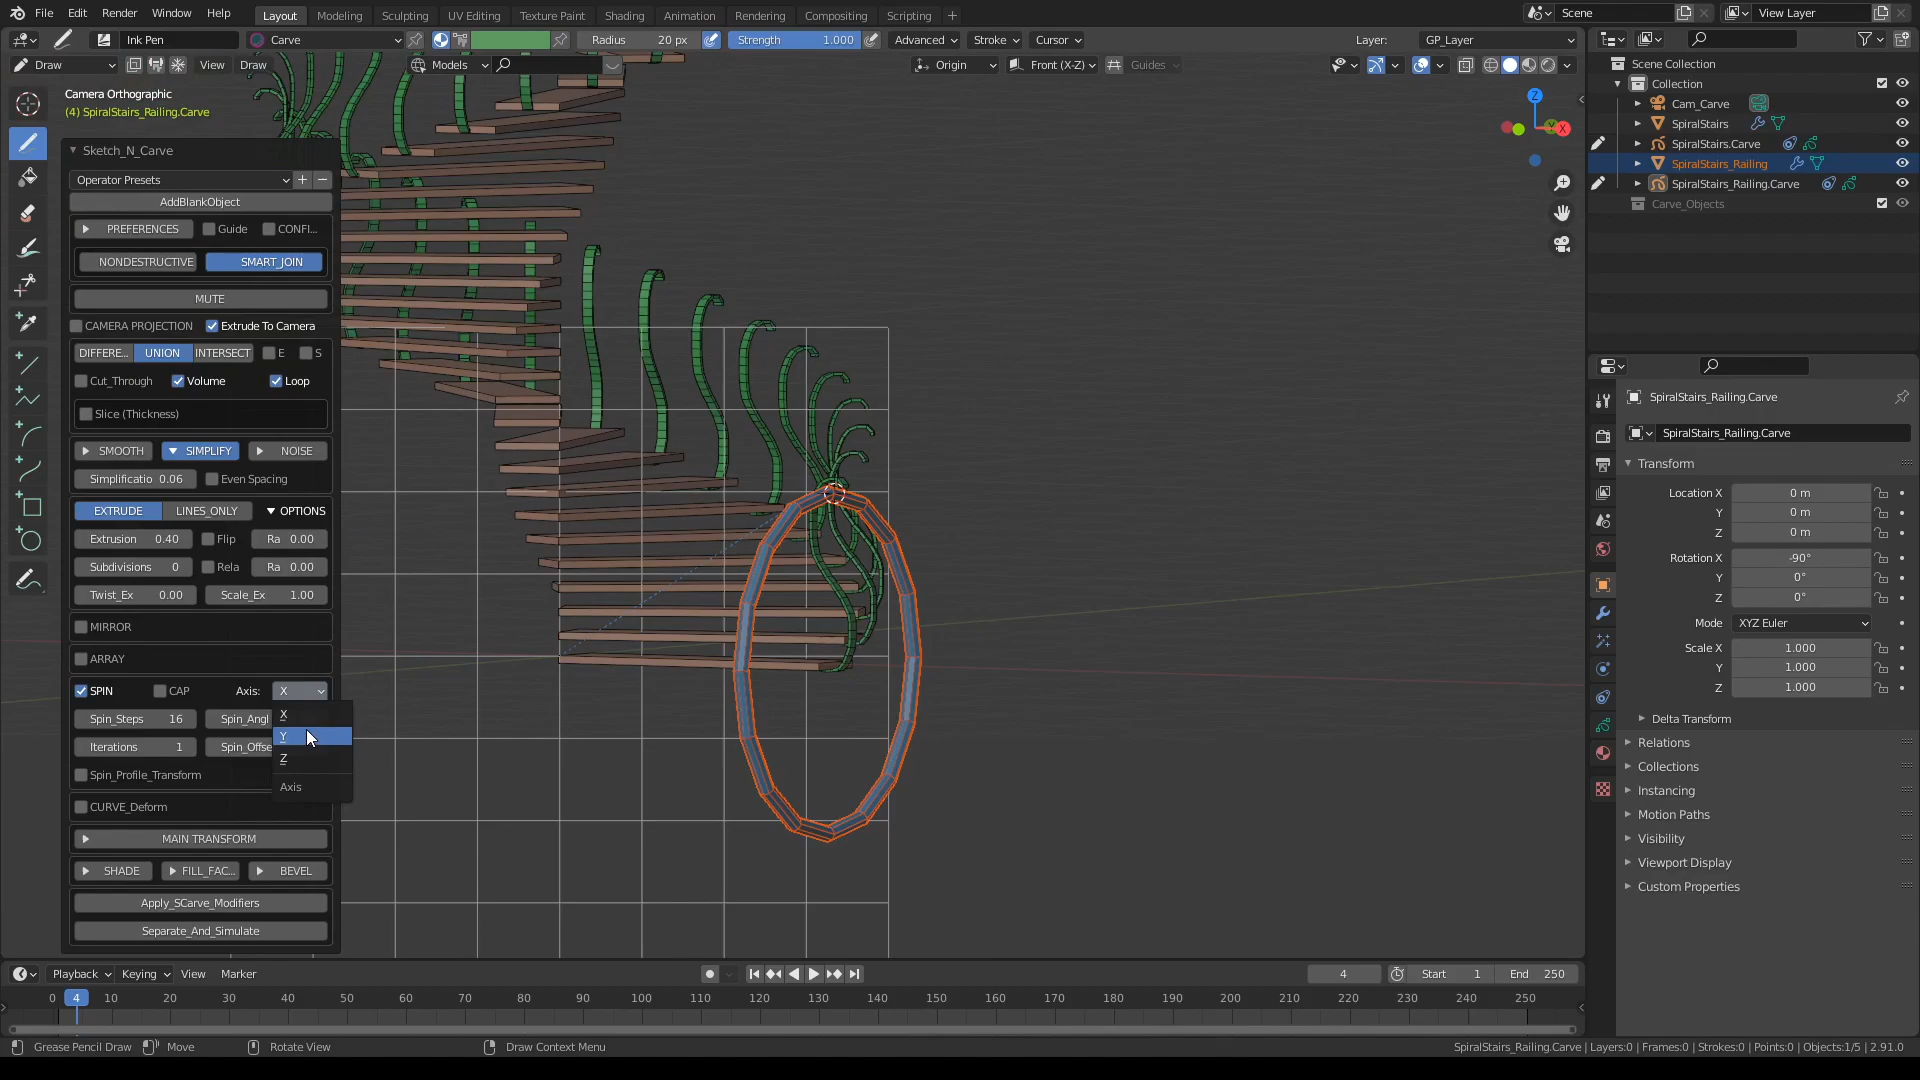 File Edit Render Window Help Layout Modeling Sculpting UV Editing Texture Paint Shading Animation Rendering Compositing Scripting + Scene View Layer
Ink Pen Carve Radius 20 px Strength 1.000 Advanced Stroke Cursor Layer: GP_Layer
Draw View Draw Models Origin Front (X-Z) Guides
Camera Orthographic
(4) SpiralStairs_Railing.Carve
Sketch_N_Carve
Operator Presets
AddBlankObject
PREFERENCES Guide CONFI...
NONDESTRUCTIVE SMART_JOIN
MUTE
CAMERA PROJECTION Extrude To Camera
DIFFERE... UNION INTERSECT E S
Cut_Through Volume Loop
Slice (Thickness)
SMOOTH SIMPLIFY NOISE
Simplificatio 0.06 Even Spacing
EXTRUDE LINES_ONLY OPTIONS
Extrusion 0.40 Flip Ra 0.00
Subdivisions 0 Rela Ra 0.00
Twist_Ex 0.00 Scale_Ex 1.00
MIRROR
ARRAY
SPIN CAP Axis: X
Spin_Steps 16 Spin_Angl
Iterations 1 Spin_Offse
Spin_Profile_Transform
CURVE_Deform
MAIN TRANSFORM
SHADE FILL_FAC... BEVEL
Apply_SCarve_Modifiers
Separate_And_Simulate
X
Y
Z
Axis
Z
Y
X
Scene Collection
Collection
Cam_Carve
SpiralStairs
SpiralStairs.Carve
SpiralStairs_Railing
SpiralStairs_Railing.Carve
Carve_Objects
SpiralStairs_Railing.Carve
SpiralStairs_Railing.Carve
Transform
Location X 0 m
Y 0 m
Z 0 m
Rotation X -90°
Y 0°
Z 0°
Mode XYZ Euler
Scale X 1.000
Y 1.000
Z 1.000
Delta Transform
Relations
Collections
Instancing
Motion Paths
Visibility
Viewport Display
Custom Properties
Playback Keying View Marker 4 Start 1 End 250
0 4 10 20 30 40 50 60 70 80 90 100 110 120 130 140 150 160 170 180 190 200 210 220 230 240 250
Grease Pencil Draw Move Rotate View Draw Context Menu SpiralStairs_Railing.Carve | Layers:0 | Frames:0 | Strokes:0 | Points:0 | Objects:1/5 | 2.91.0